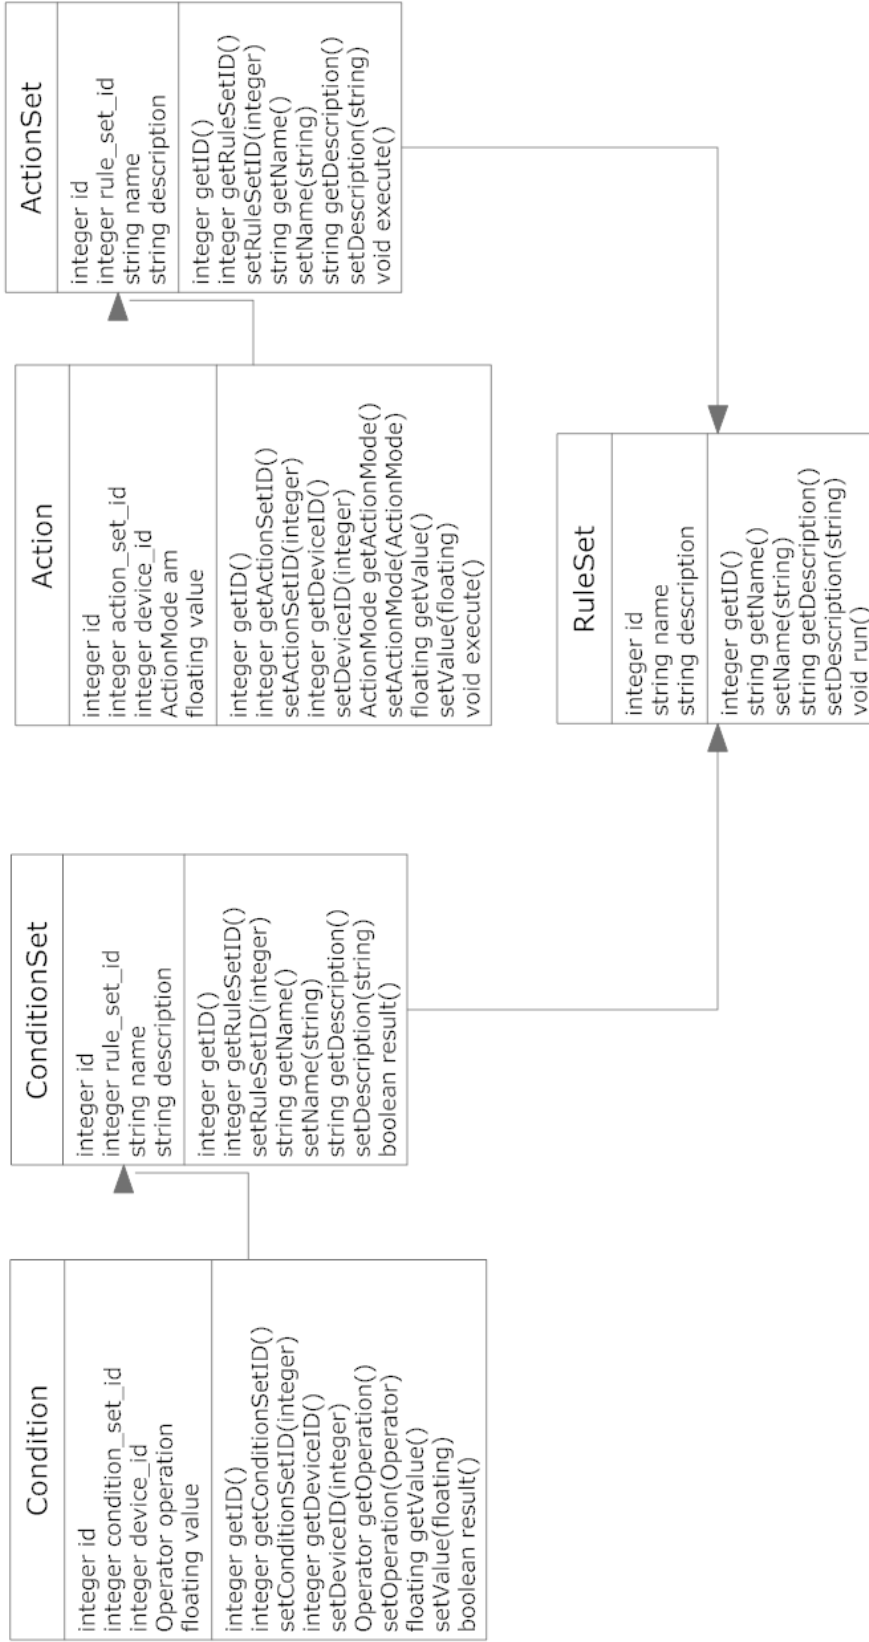 Condition
integer id
integer condition_set_id
integer device_id
Operator operation
floating value
integer getID()
integer getConditionSetID()
setConditionSetID(integer)
integer getDeviceID()
setDeviceID(integer)
Operator getOperation()
setOperation(Operator)
floating getValue()
setValue(floating)
boolean result()
ConditionSet
integer id
integer rule_set_id
string name
string description
integer getID()
integer getRuleSetID()
setRuleSetID(integer)
string getName()
setName(string)
string getDescription()
setDescription(string)
boolean result()
Action
integer id
integer action_set_id
integer device_id
ActionMode am
floating value
integer getID()
integer getActionSetID()
setActionSetID(integer)
integer getDeviceID()
setDeviceID(integer)
ActionMode getActionMode()
setActionMode(ActionMode)
floating getValue()
setValue(floating)
void execute()
ActionSet
integer id
integer rule_set_id
string name
string description
integer getID()
integer getRuleSetID()
setRuleSetID(integer)
string getName()
setName(string)
string getDescription()
setDescription(string)
void execute()
RuleSet
integer id
string name
string description
integer getID()
string getName()
setName(string)
string getDescription()
setDescription(string)
void run()